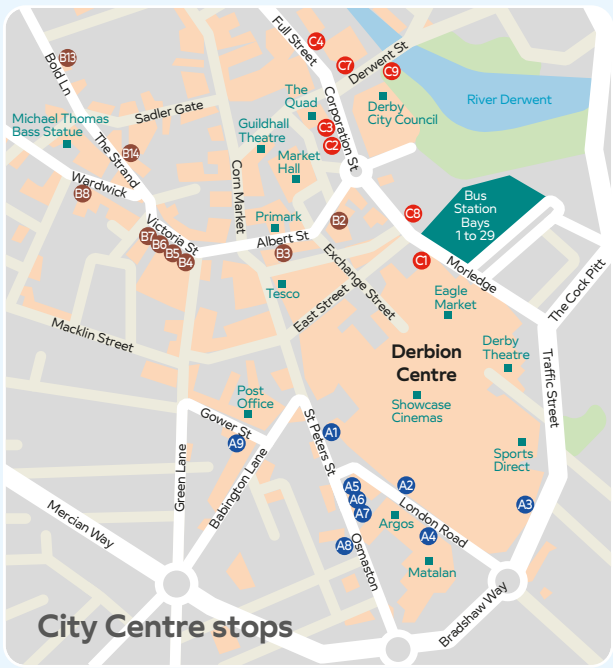 Full Street
C4
B13
C7
Derwent St
C9
Bold Ln
The
Quad
Corporation St
Derby
City Council
River Derwent
Sadler Gate
Michael Thomas
Bass Statue
Guildhall
Theatre
C3
C2
The Strand
B14
Market
Hall
Corn Market
Wardwick
B8
Bus
Station
Bays
1 to 29
Primark
B2
C8
Victoria St
B7
B6
B5
B4
Albert St
B3
C1
Morledge
Exchange Street
The Cock Pitt
Tesco
East Street
Eagle
Market
Macklin Street
Derbion
Centre
Derby
Theatre
Traffic Street
Post
Office
Showcase
Cinemas
Gower St
A9
St Peters St
A1
Sports
Direct
Green Lane
Babington Lane
A5
A6
A7
A2
London Road
A3
Argos
A4
Mercian Way
A8
Osmaston
Matalan
Bradshaw Way
City Centre stops